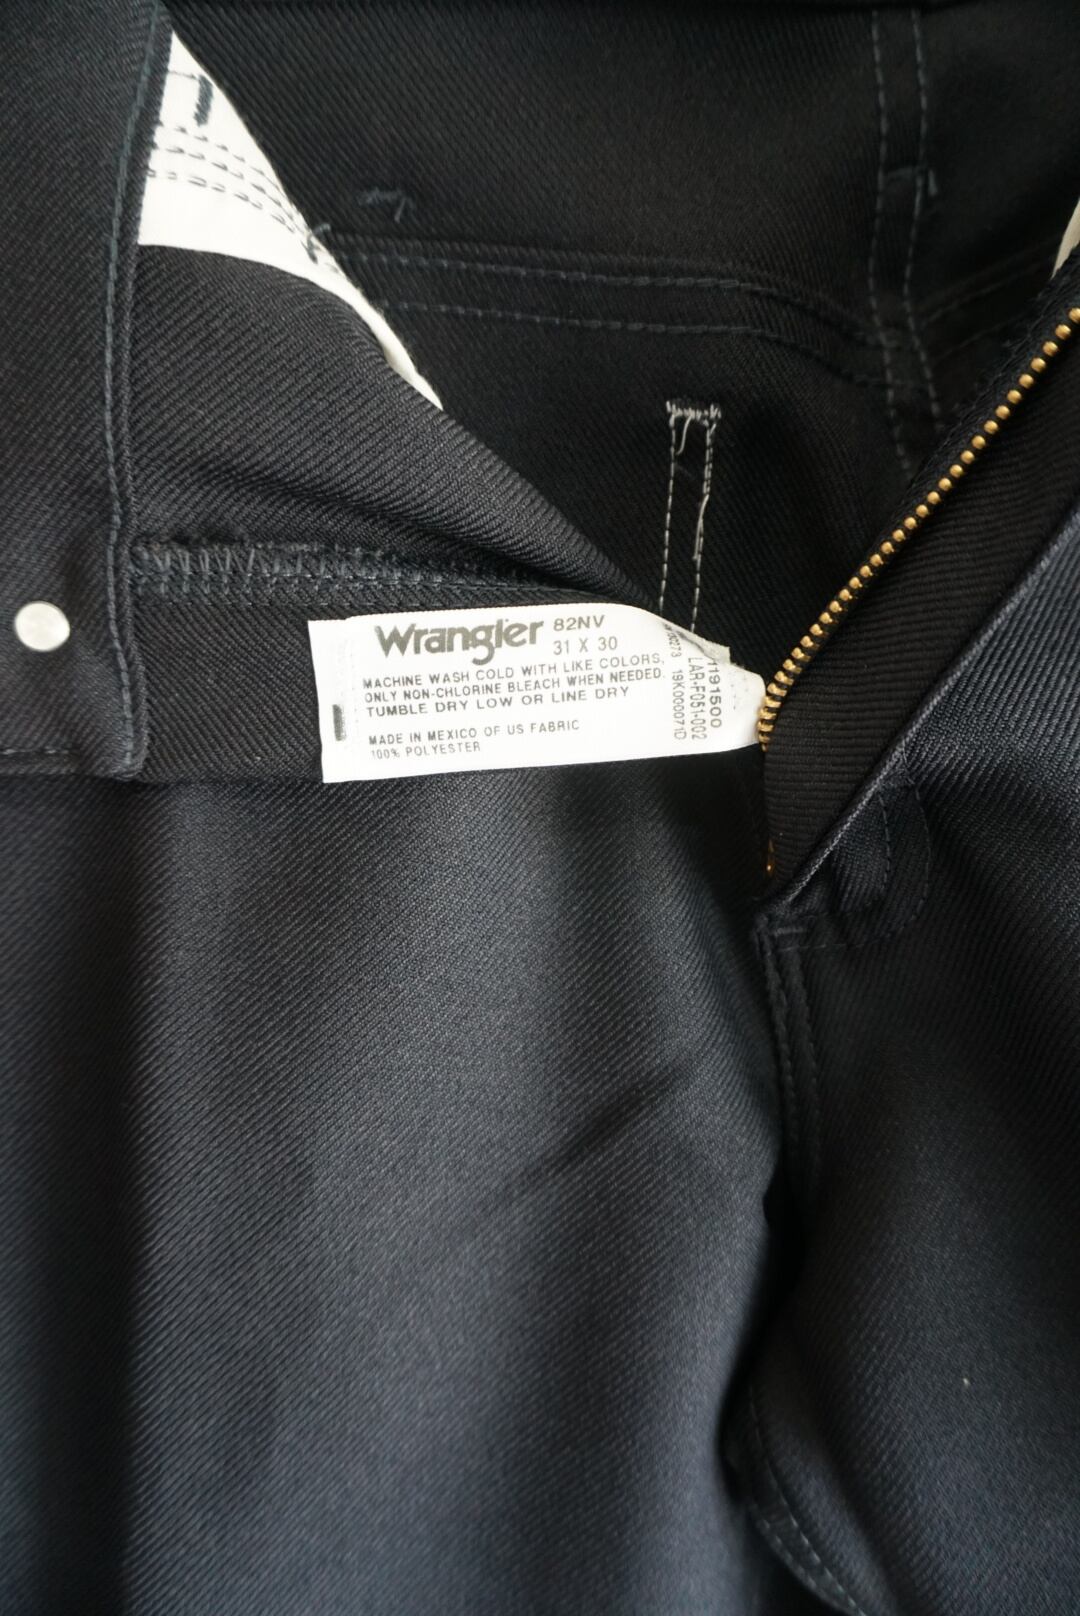 Wrangler 82NV
31 X 30
MACHINE WASH COLD WITH LIKE COLORS,
ONLY NON-CHLORINE BLEACH WHEN NEEDED.
TUMBLE DRY LOW OR LINE DRY
MADE IN MEXICO OF US FABRIC
100% POLYESTER
19K000071D
LAR-F051-002
1191500